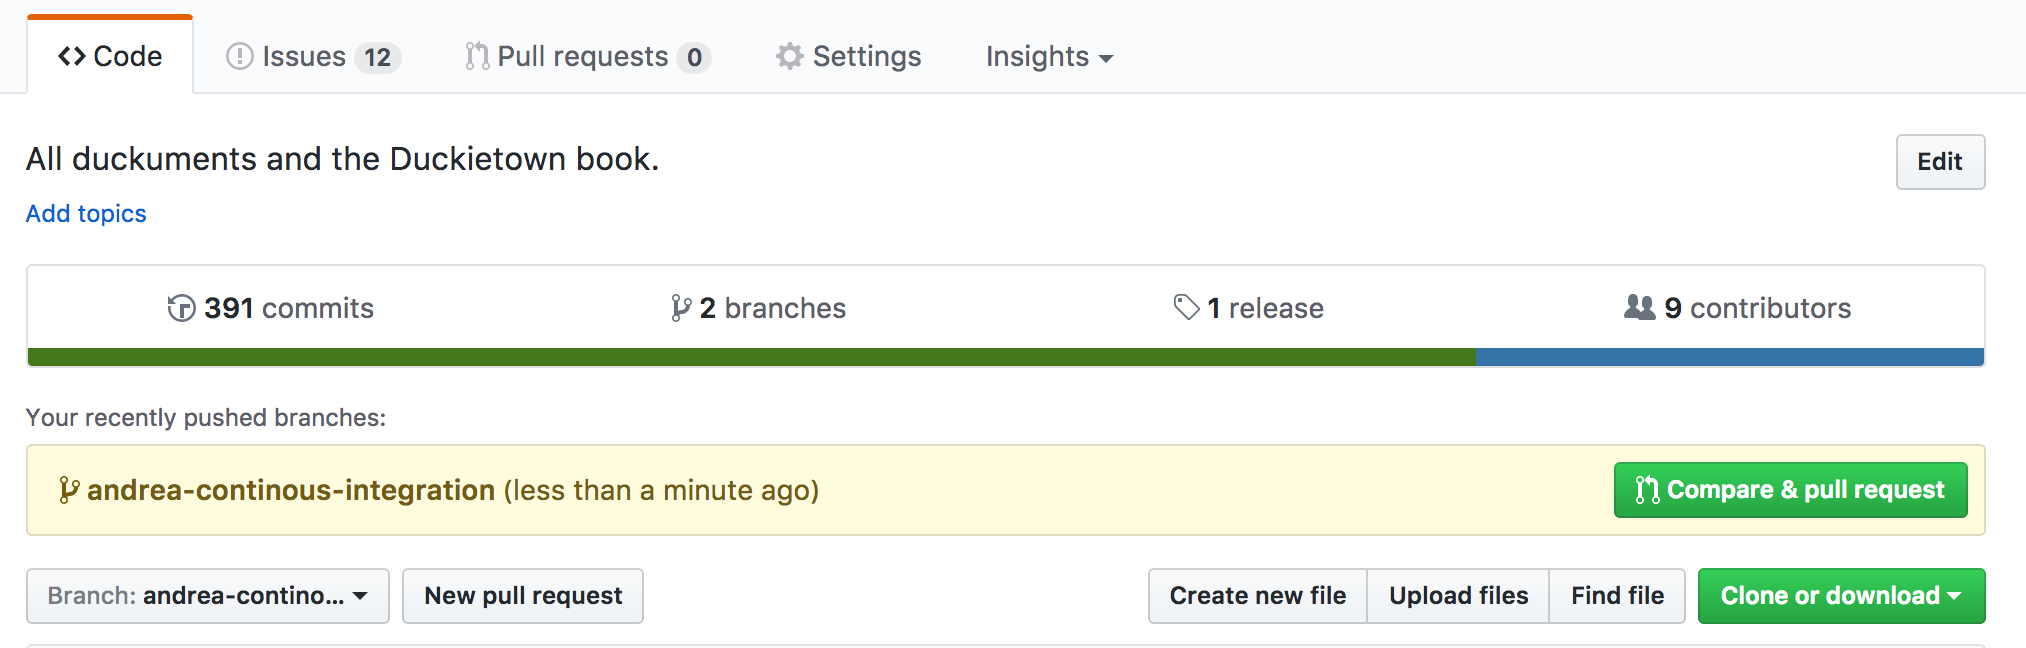 Code Issues 12 Pull requests 0 Settings Insights
All duckuments and the Duckietown book.
Edit
Add topics
391 commits 2 branches 1 release 9 contributors
Your recently pushed branches:
andrea-continous-integration (less than a minute ago) Compare & pull request
Branch: andrea-contino... New pull request Create new file Upload files Find file Clone or download